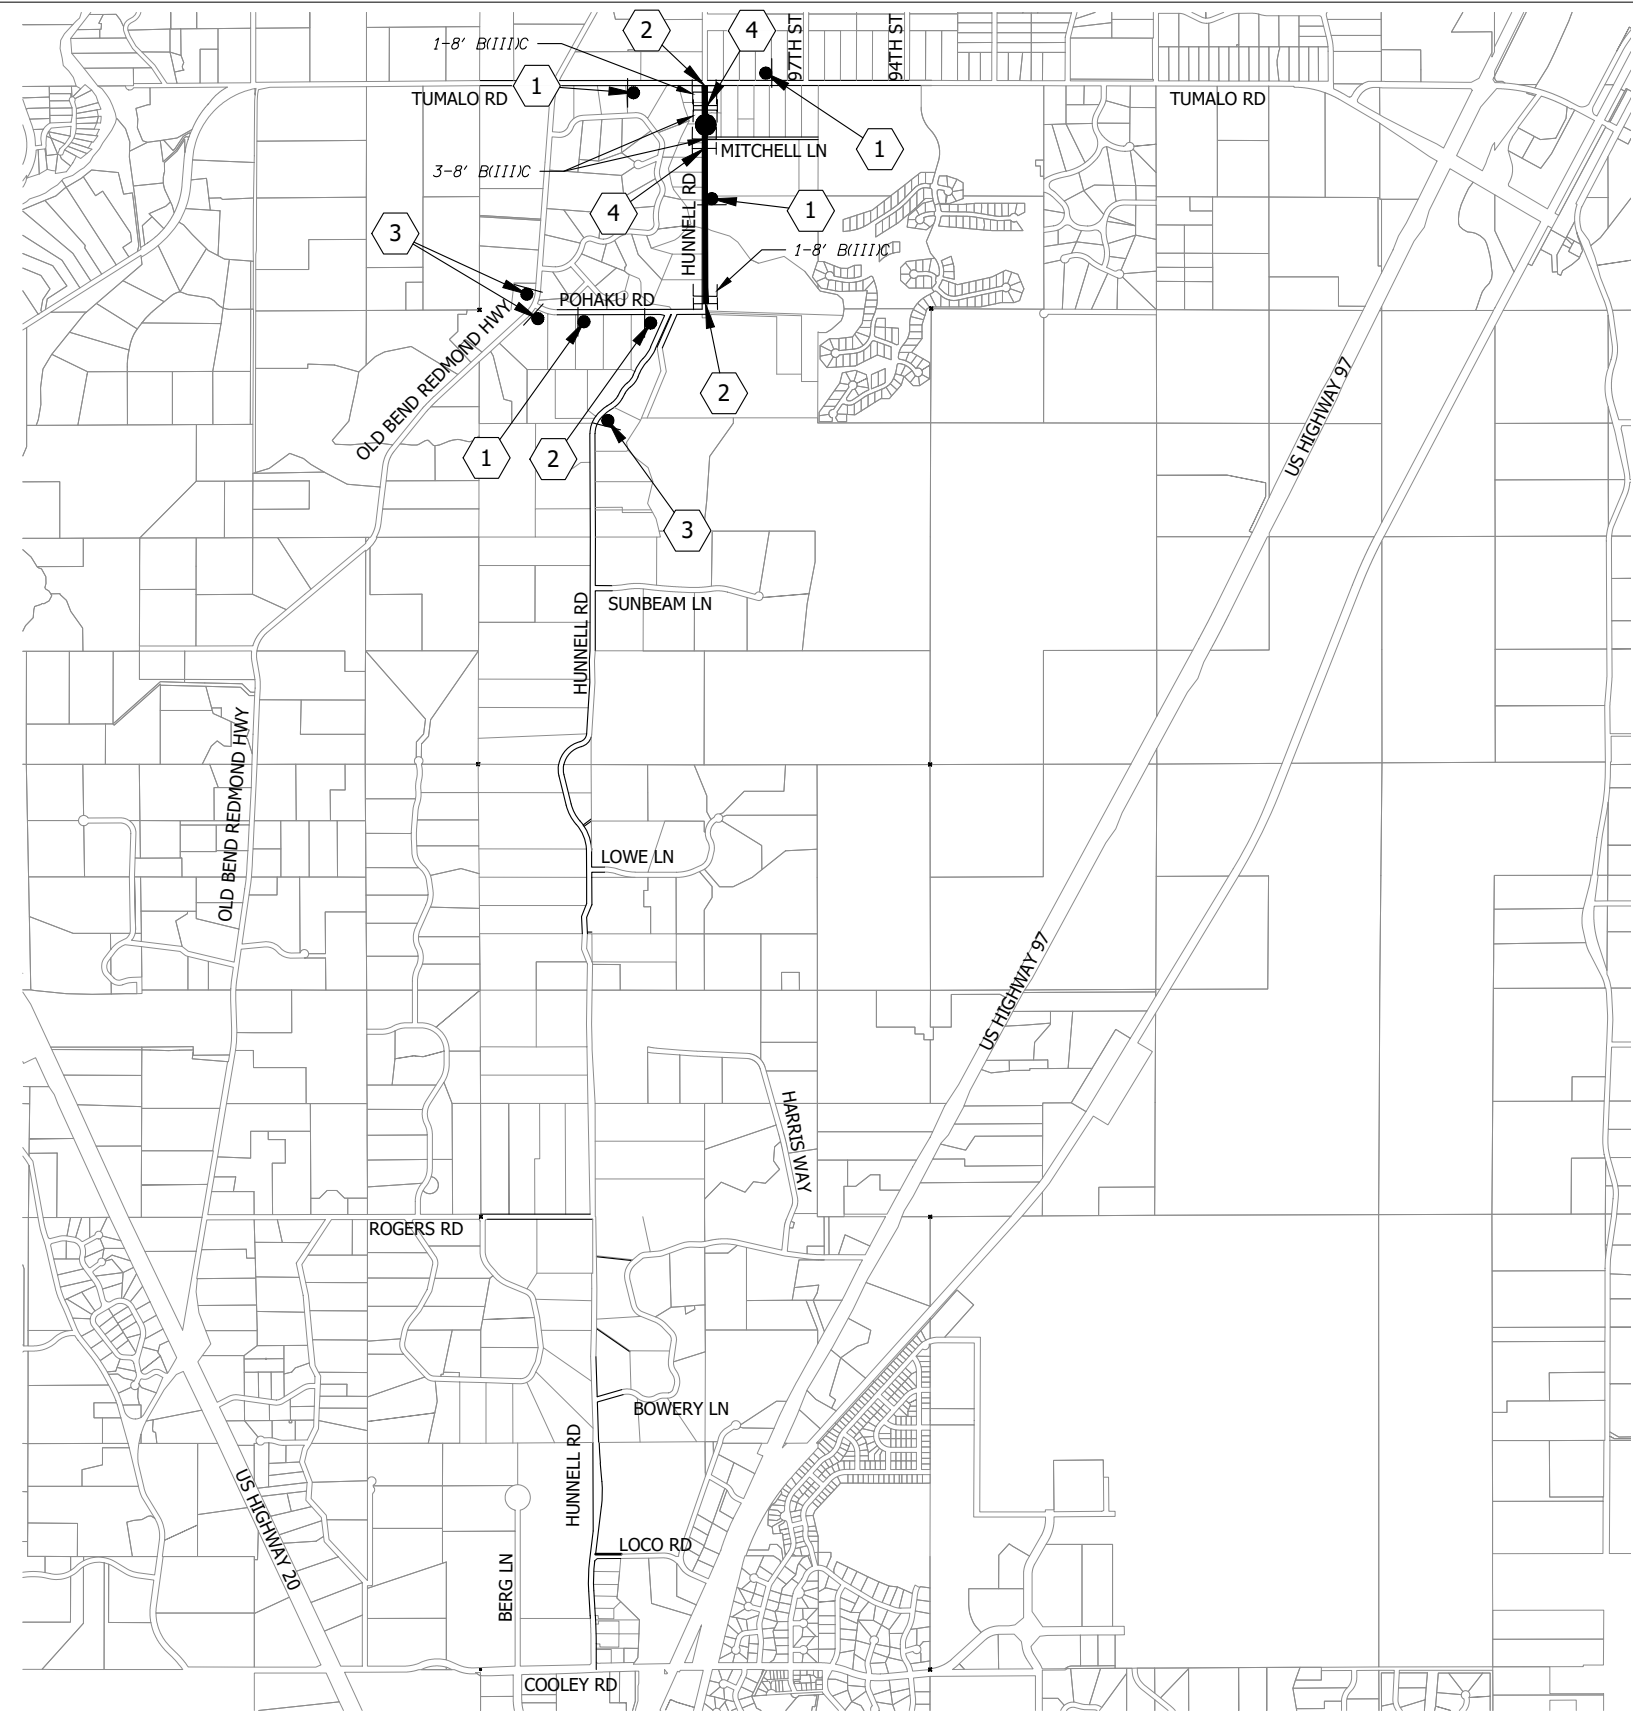 2
4
97TH ST
94TH ST
1-8' B(III)C
1
TUMALO RD
TUMALO RD
1
MITCHELL LN
3-8' B(III)C
4
1
HUNNELL RD
3
1-8' B(III)C
POHAKU RD
OLD BEND REDMOND HWY
2
US HIGHWAY 97
1
2
3
SUNBEAM LN
HUNNELL RD
OLD BEND REDMOND HWY
LOWE LN
US HIGHWAY 97
HARRIS WAY
ROGERS RD
BOWERY LN
HUNNELL RD
US HIGHWAY 20
LOCO RD
BERG LN
COOLEY RD